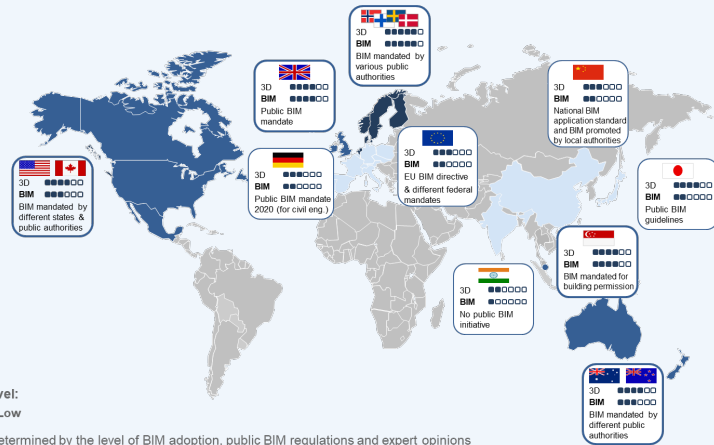 3D
BIM
BIM mandated by
various public
authorities
3D
BIM
Public BIM
mandate
3D
BIM
National BIM
application standard
and BIM promoted
by local authorities
3D
BIM
EU BIM directive
& different federal
mandates
3D
BIM
Public BIM mandate
2020 (for civil eng.)
3D
BIM
BIM mandated by
different states &
public authorities
3D
BIM
Public BIM
guidelines
3D
BIM
BIM mandated for
building permission
3D
BIM
No public BIM
initiative
3D
BIM
BIM mandated by
different public
authorities
vel:
Low
etermined by the level of BIM adoption, public BIM regulations and expert opinions